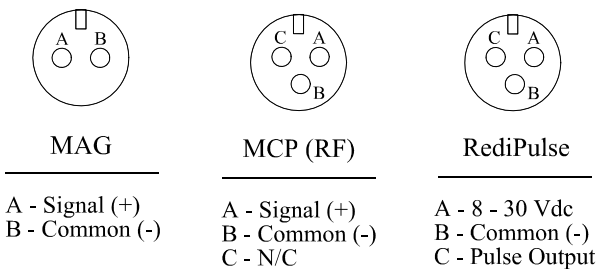 A B
C A
B
C A
B
MAG
MCP (RF)
RediPulse
A - Signal (+)
B - Common (-)
A - Signal (+)
B - Common (-)
C - N/C
A - 8 - 30 Vdc
B - Common (-)
C - Pulse Output